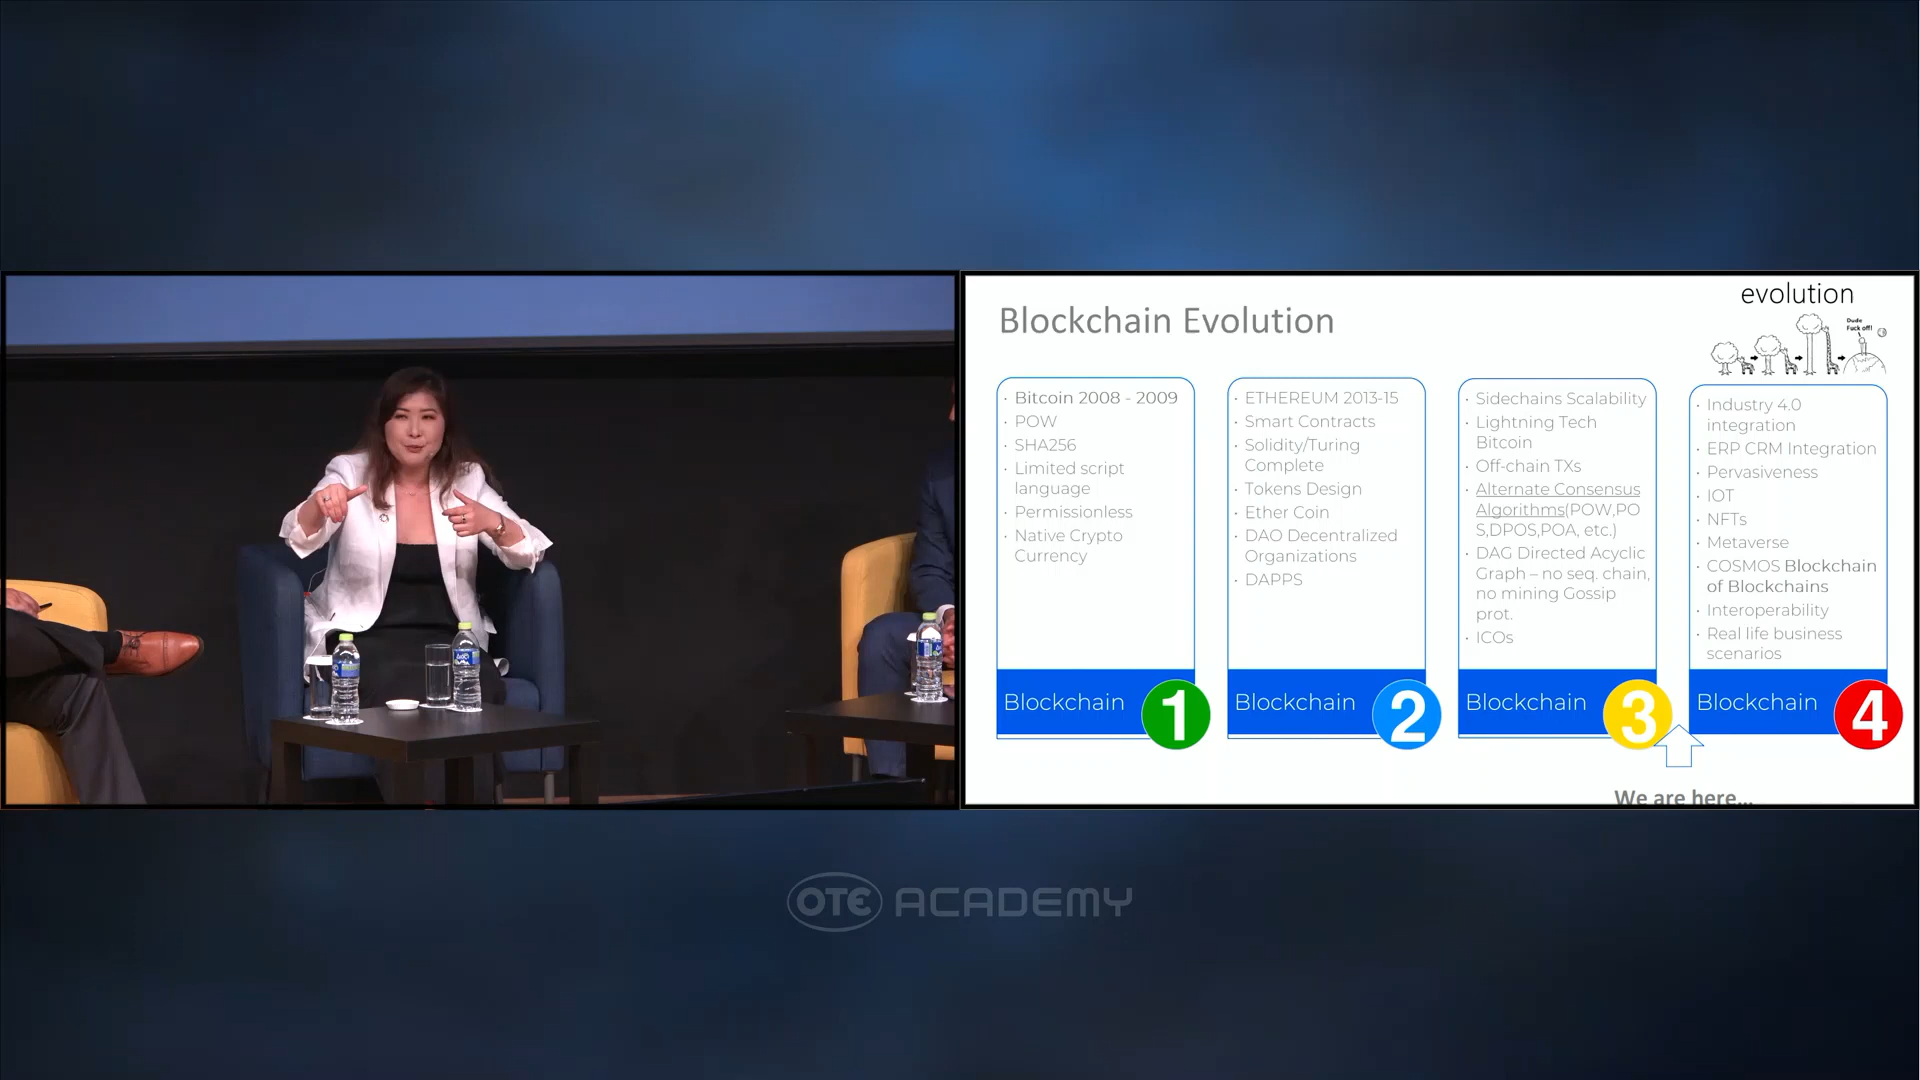 Blockchain Evolution
evolution
Dude
Fuck off!
· Bitcoin 2008 - 2009
· POW
· SHA256
· Limited script
language
· Permissionless
· Native Crypto
Currency
Blockchain
1
· ETHEREUM 2013-15
· Smart Contracts
· Solidity/Turing
Complete
· Tokens Design
· Ether Coin
· DAO Decentralized
Organizations
· DAPPS
Blockchain
2
· Sidechains Scalability
· Lightning Tech
Bitcoin
· Off-chain TXs
· Alternate Consensus
Algorithms(POW,PO
S,DPOS,POA, etc.)
· DAG Directed Acyclic
Graph – no seq. chain,
no mining Gossip
prot.
· ICOs
Blockchain
3
· Industry 4.0
integration
· ERP CRM Integration
· Pervasiveness
· IOT
· NFTs
· Metaverse
· COSMOS Blockchain
of Blockchains
· Interoperability
· Real life business
scenarios
Blockchain
4
We are here...
OTE ACADEMY